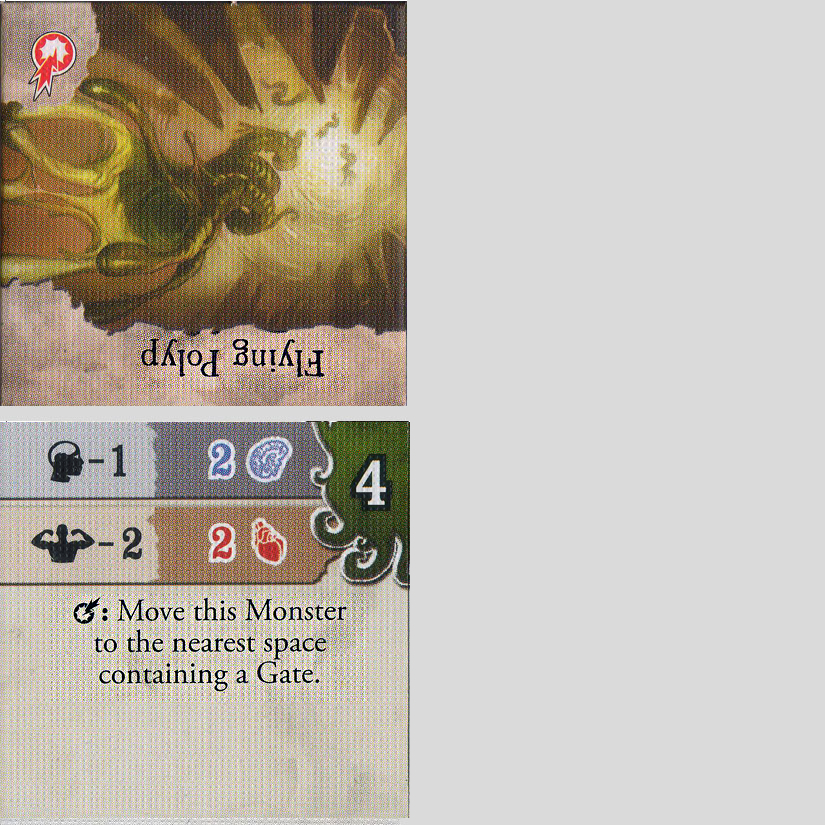 Flying Polyp
-1
2
4
-2
2
: Move this Monster
to the nearest space
containing a Gate.